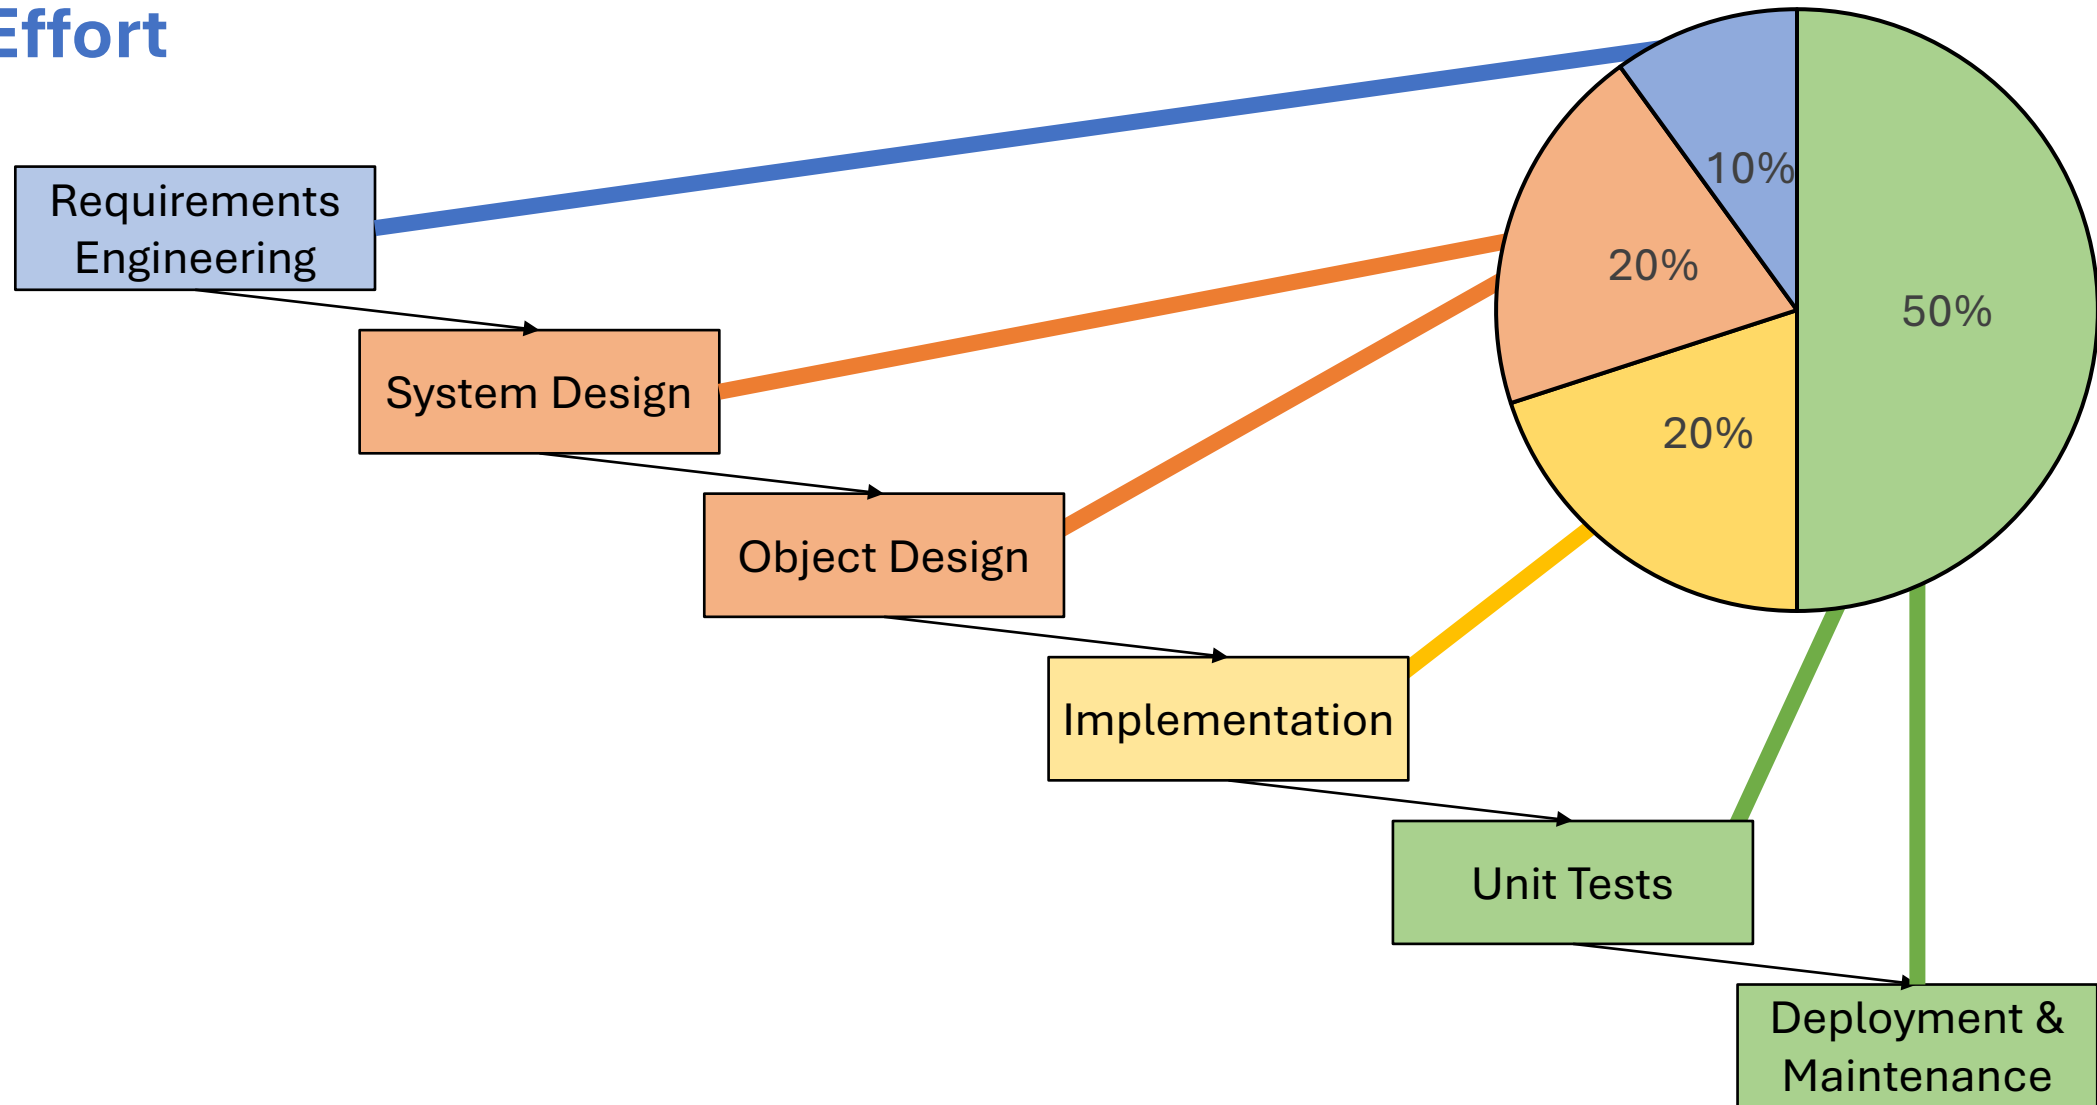 Effort
Requirements
Engineering
System Design
Object Design
Implementation
Unit Tests
Deployment &
Maintenance
10%
20%
50%
20%